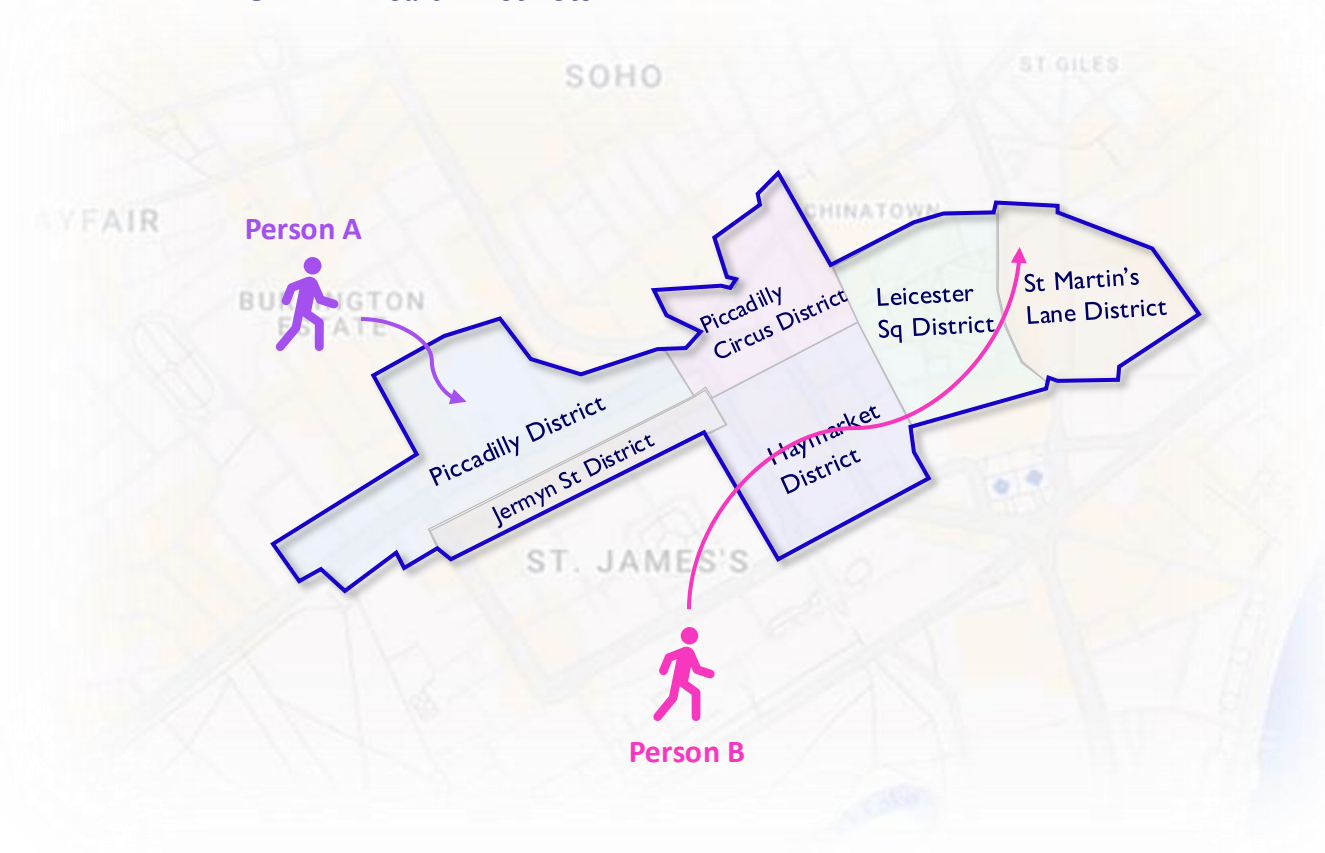 SOHO
ST GILES
CHINATOWN
AYFAIR
Person A
BURLINGTON
ESTATE
Piccadilly
Circus District
Leicester
Sq District
St Martin's
Lane District
Piccadilly District
Haymarket
District
Jermyn St District
ST. JAMES'S
Person B